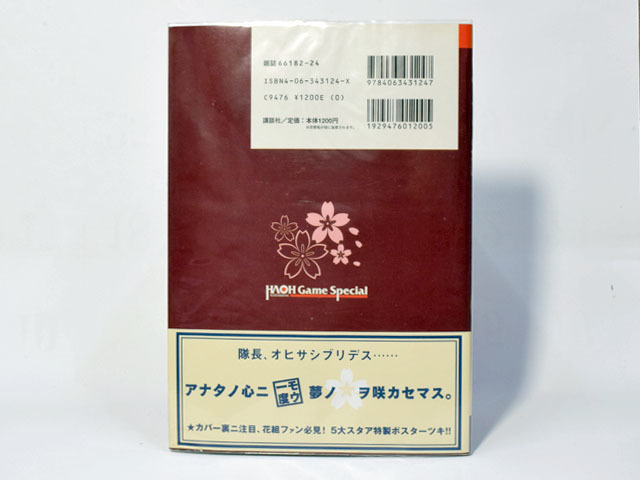 雑誌 66182-24
ISBN4-06-343124-X
C9476 ¥1200E (0)
講談社／定価：本体1200円
9784063431247
1929476012005
HAOH Game Special
隊長、オヒサシブリデス……
アナタノ心ニ モウ一度 夢ノ ヲ咲カセマス。
★カバー裏ニ注目、花組ファン必見! 5大スタア特製ポスターツキ!!